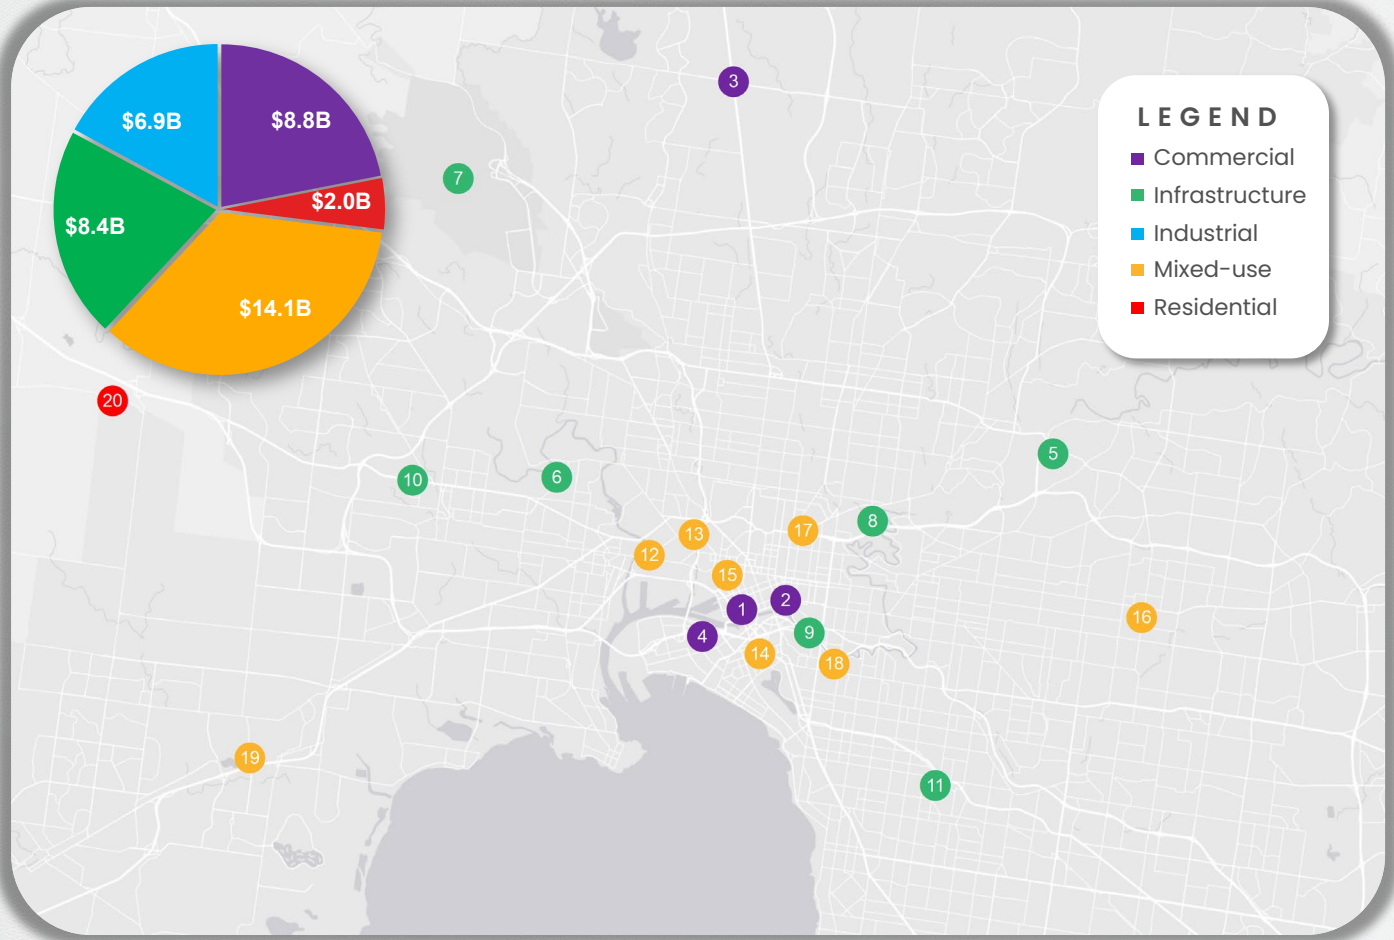 $6.9B
$8.8B
$2.0B
$8.4B
$14.1B
LEGEND
Commercial
Infrastructure
Industrial
Mixed-use
Residential
3
7
20
5
10
6
8
13
17
12
15
2
1
16
9
4
14
18
19
11